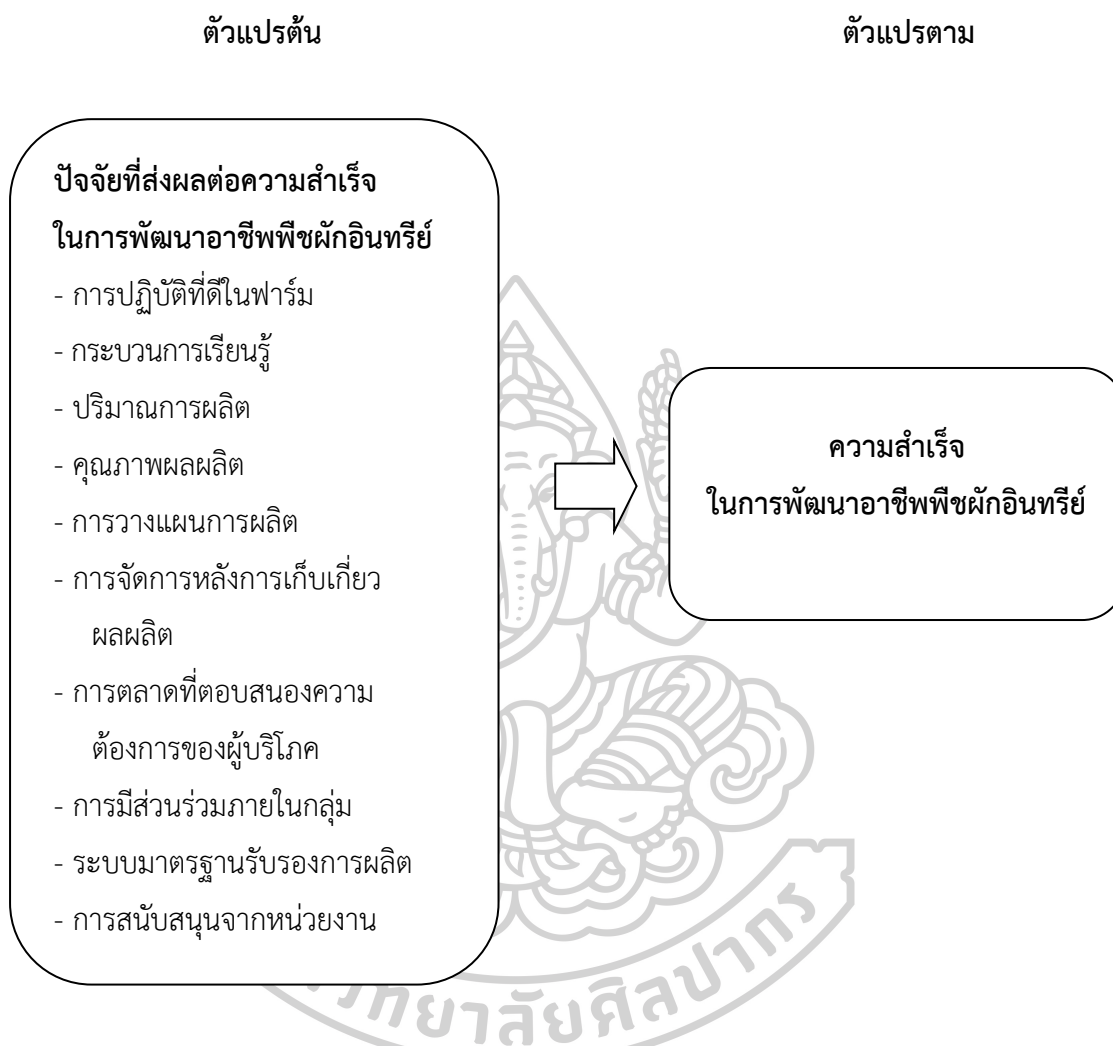 ตัวแปรต้น
ตัวแปรตาม
ปัจจัยที่ส่งผลต่อความสำเร็จ
ในการพัฒนาอาชีพพืชผักอินทรีย์
- การปฏิบัติที่ดีในฟาร์ม
- กระบวนการเรียนรู้
- ปริมาณการผลิต
- คุณภาพผลผลิต
- การวางแผนการผลิต
- การจัดการหลังการเก็บเกี่ยว
ผลผลิต
- การตลาดที่ตอบสนองความ
ต้องการของผู้บริโภค
- การมีส่วนร่วมภายในกลุ่ม
- ระบบมาตรฐานรับรองการผลิต
- การสนับสนุนจากหน่วยงาน
ความสำเร็จ
ในการพัฒนาอาชีพพืชผักอินทรีย์
วิทยาลัยศิลปากร